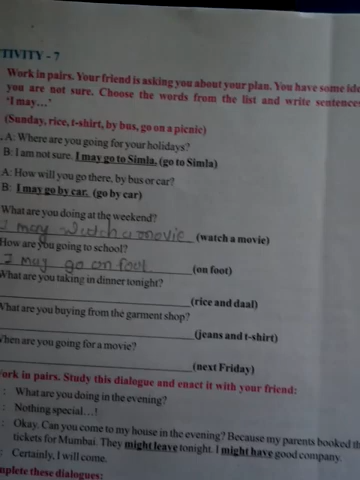 TIVITY - 7
Work in pairs. Your friend is asking you about your plan. You have some ide
you are not sure. Choose the words from the list and write sentences
'I may...'
(Sunday, rice, t-shirt, by bus, go on a picnic)
A: Where are you going for your holidays?
B: I am not sure. I may go to Simla. (go to Simla)
A: How will you go there, by bus or car?
B: I may go by car. (go by car)
What are you doing at the weekend?
I may watch a movie (watch a movie)
How are you going to school?
I may go on foot (on foot)
What are you taking in dinner tonight?
(rice and daal)
What are you buying from the garment shop?
(jeans and t-shirt)
When are you going for a movie?
(next Friday)
ork in pairs. Study this dialogue and enact it with your friend:
: What are you doing in the evening?
: Nothing special...!
: Okay. Can you come to my house in the evening? Because my parents booked th
tickets for Mumbai. They might leave tonight. I might have good company.
: Certainly, I will come.
mplete these dialogues: